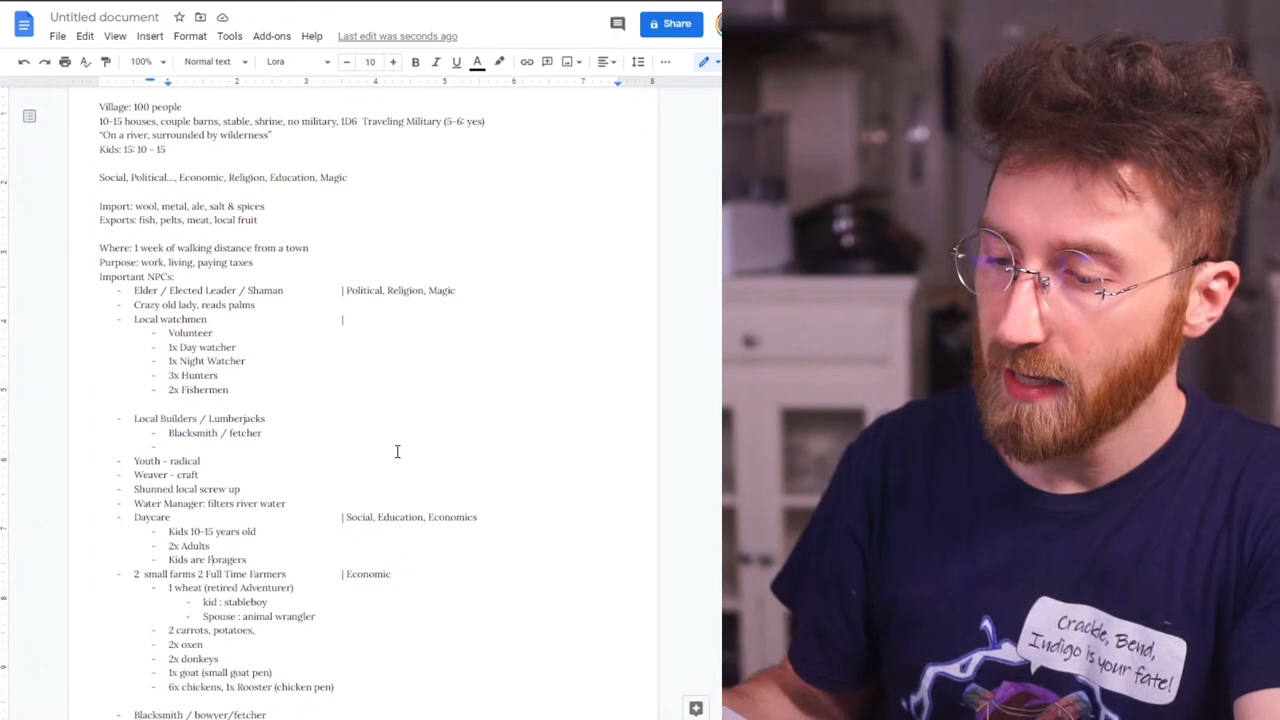 Untitled document
File Edit View Insert Format Tools Add-ons Help Last edit was seconds ago
Share
100% Normal text Lora - 10 + B I U A
1 2 3 4 5 6 7 8
Village: 100 people
10-15 houses, couple barns, stable, shrine, no military, 1D6 Traveling Military (5-6: yes)
“On a river, surrounded by wilderness”
Kids: 15: 10 - 15
Social, Political..., Economic, Religion, Education, Magic
Import: wool, metal, ale, salt & spices
Exports: fish, pelts, meat, local fruit
Where: 1 week of walking distance from a town
Purpose: work, living, paying taxes
Important NPCs:
- Elder / Elected Leader / Shaman | Political, Religion, Magic
- Crazy old lady, reads palms
- Local watchmen |
- Volunteer
- 1x Day watcher
- 1x Night Watcher
- 3x Hunters
- 2x Fishermen
- Local Builders / Lumberjacks
- Blacksmith / fetcher
-
- Youth - radical
- Weaver - craft
- Shunned local screw up
- Water Manager: filters river water
- Daycare | Social, Education, Economics
- Kids 10-15 years old
- 2x Adults
- Kids are Foragers
- 2 small farms 2 Full Time Farmers | Economic
- 1 wheat (retired Adventurer)
- kid : stableboy
- Spouse : animal wrangler
- 2 carrots, potatoes,
- 2x oxen
- 2x donkeys
- 1x goat (small goat pen)
- 6x chickens, 1x Rooster (chicken pen)
- Blacksmith / bowyer/fetcher
Crackle, Bend,
Indigo is your fate!